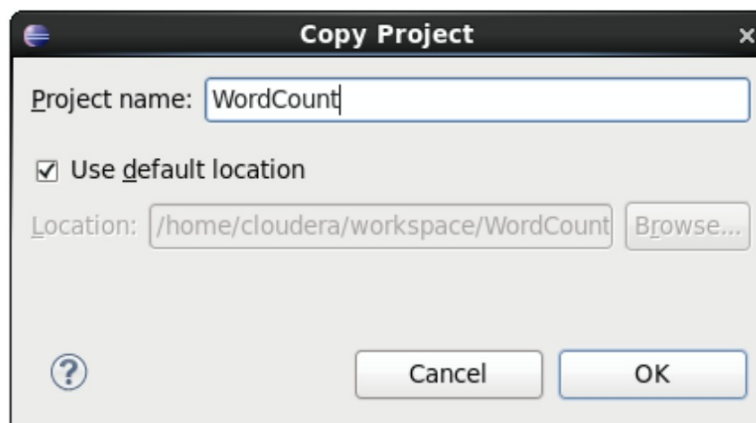 Copy Project
Project name: WordCount
Use default location
Location: /home/cloudera/workspace/WordCount Browse...
? Cancel OK